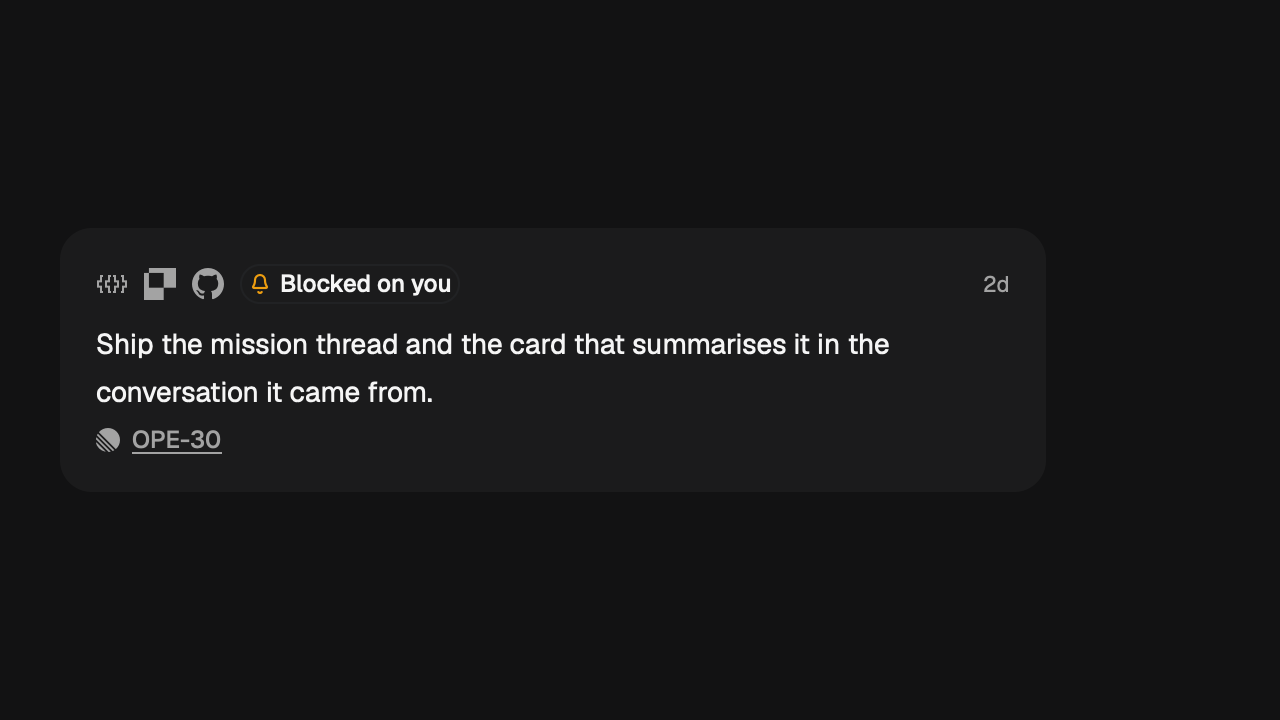 Blocked on you
2d
Ship the mission thread and the card that summarises it in the
conversation it came from.
OPE-30